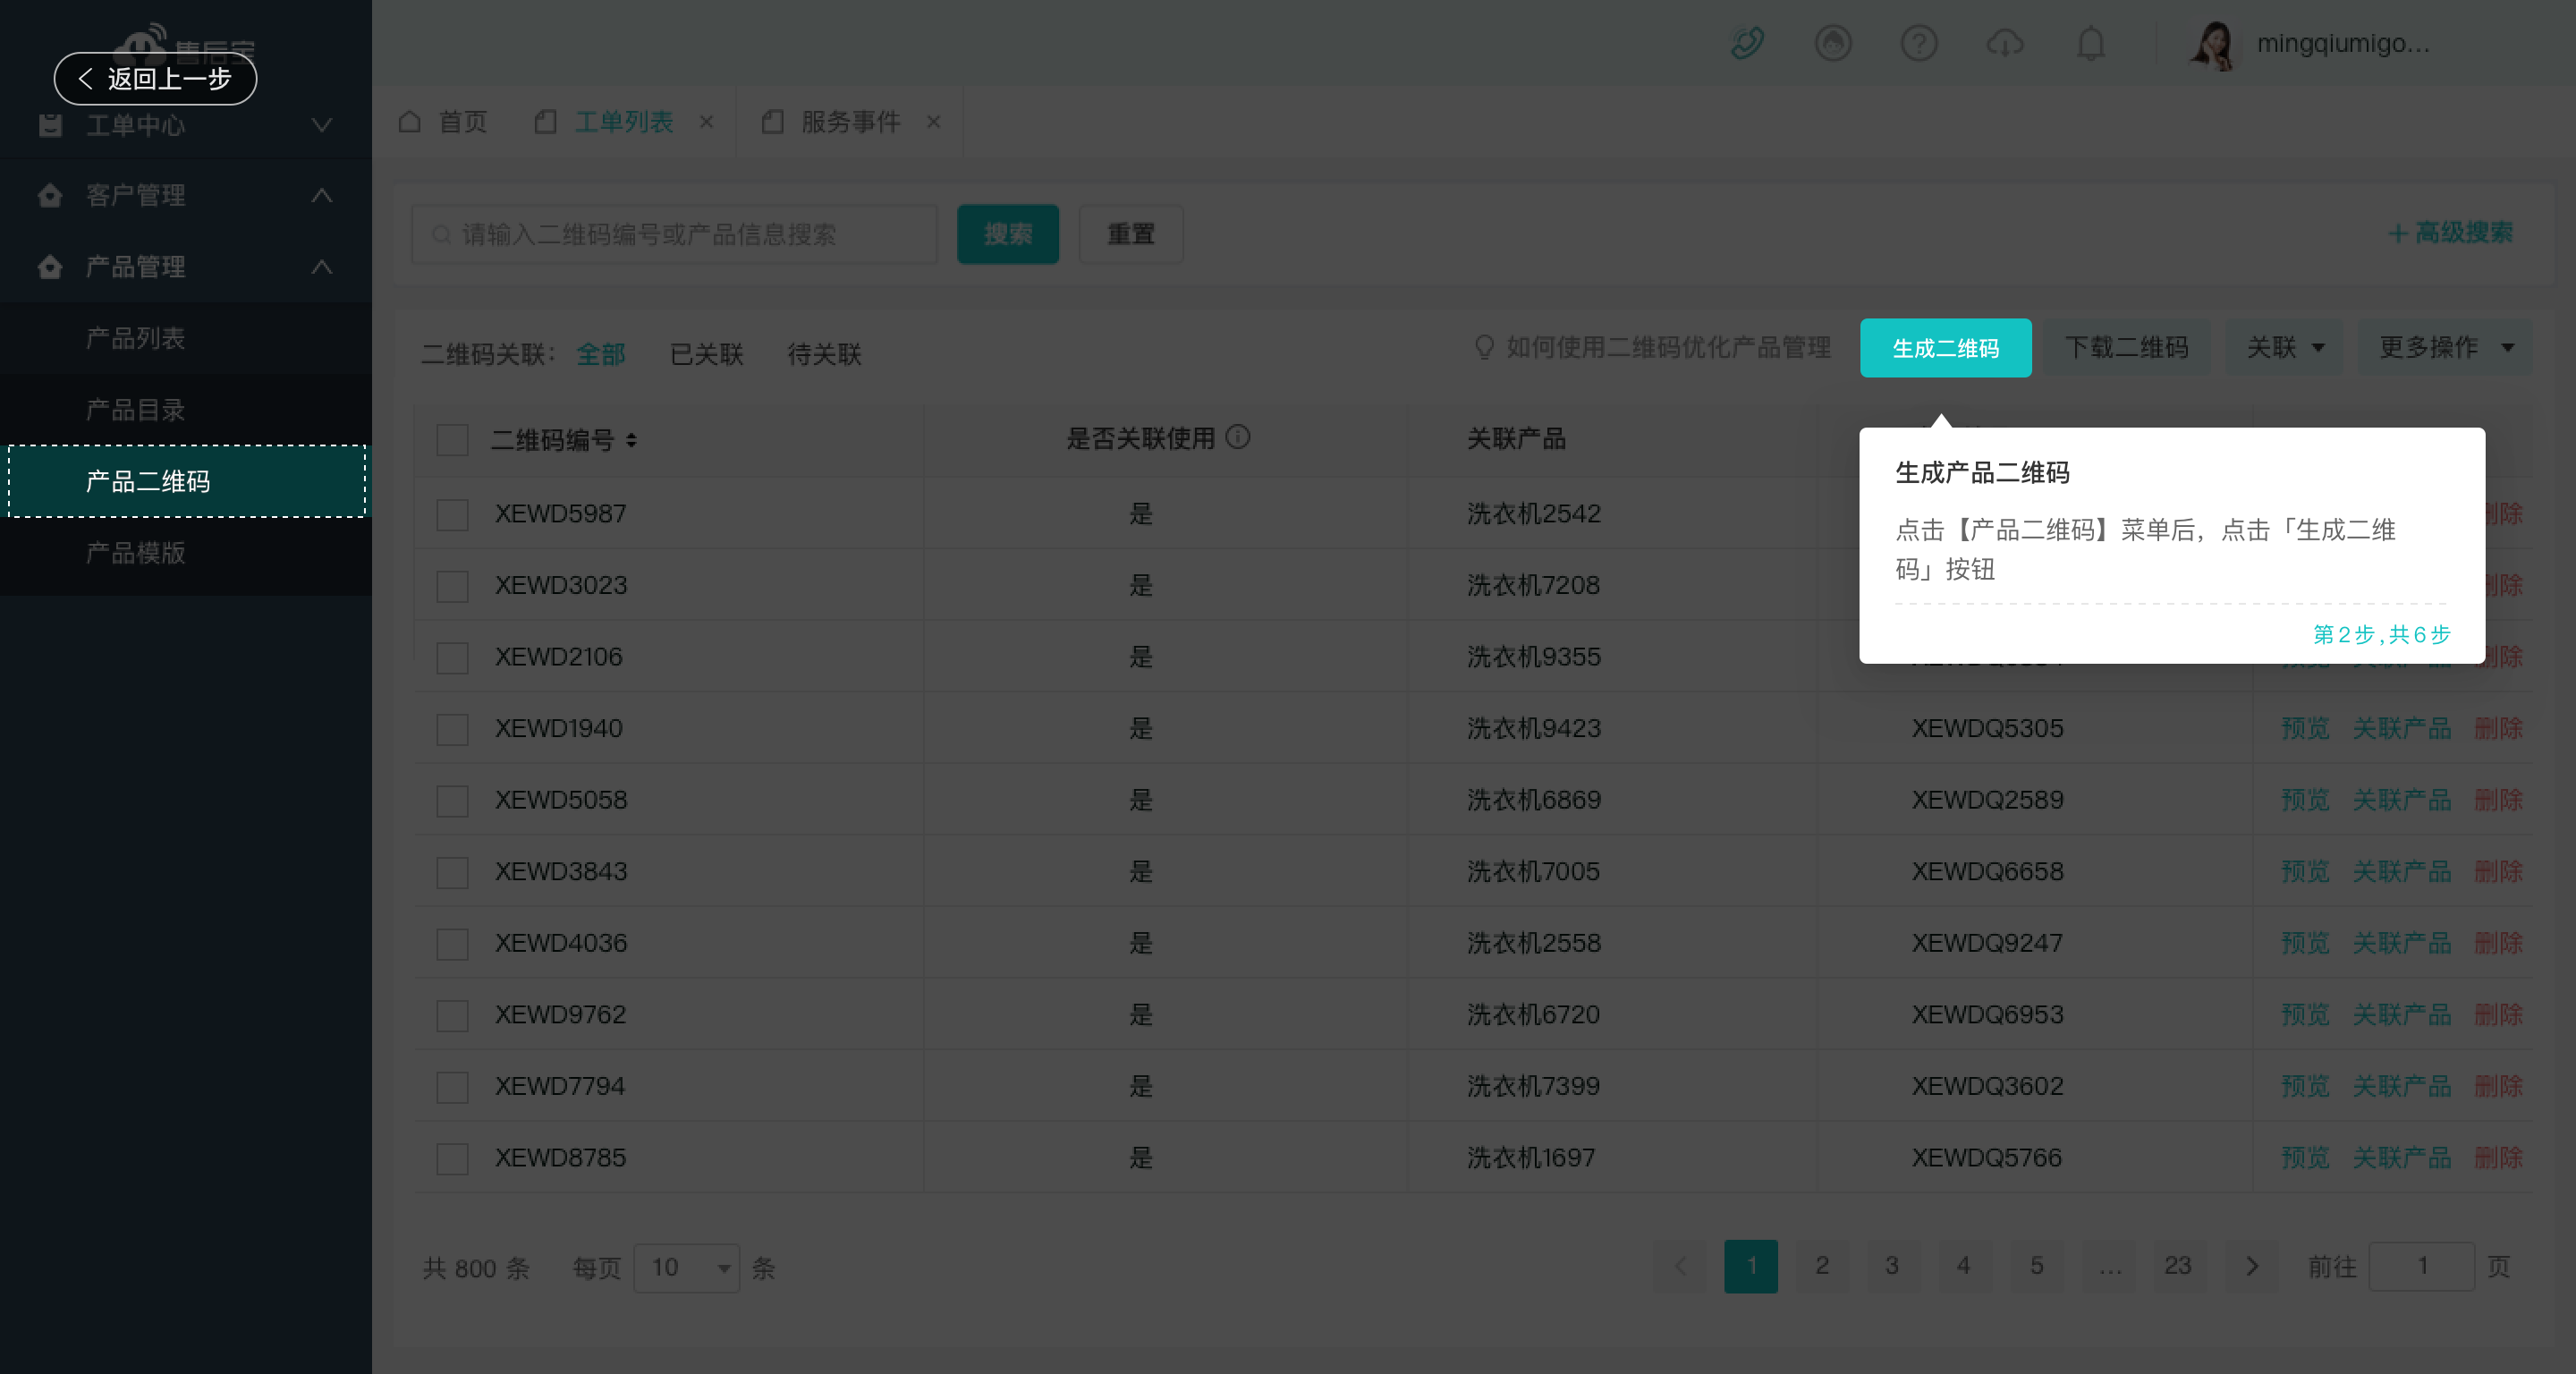 售后宝
返回上一步
mingqiumigo...
工单中心
首页 工单列表 服务事件
客户管理
请输入二维码编号或产品信息搜索 搜索 重置 高级搜索
产品管理
产品列表
二维码关联: 全部 已关联 待关联 如何使用二维码优化产品管理 生成二维码 下载二维码 关联 更多操作
产品目录
二维码编号 是否关联使用 关联产品
产品二维码
产品模版
生成产品二维码
点击【产品二维码】菜单后，点击「生成二维
码」按钮
第2步,共6步
XEWD5987 是 洗衣机2542 删除
XEWD3023 是 洗衣机7208 删除
XEWD2106 是 洗衣机9355 删除
XEWD1940 是 洗衣机9423 XEWDQ5305 预览 关联产品 删除
XEWD5058 是 洗衣机6869 XEWDQ2589 预览 关联产品 删除
XEWD3843 是 洗衣机7005 XEWDQ6658 预览 关联产品 删除
XEWD4036 是 洗衣机2558 XEWDQ9247 预览 关联产品 删除
XEWD9762 是 洗衣机6720 XEWDQ6953 预览 关联产品 删除
XEWD7794 是 洗衣机7399 XEWDQ3602 预览 关联产品 删除
XEWD8785 是 洗衣机1697 XEWDQ5766 预览 关联产品 删除
共 800 条 每页 10 条 1 2 3 4 5 ... 23 前往 1 页